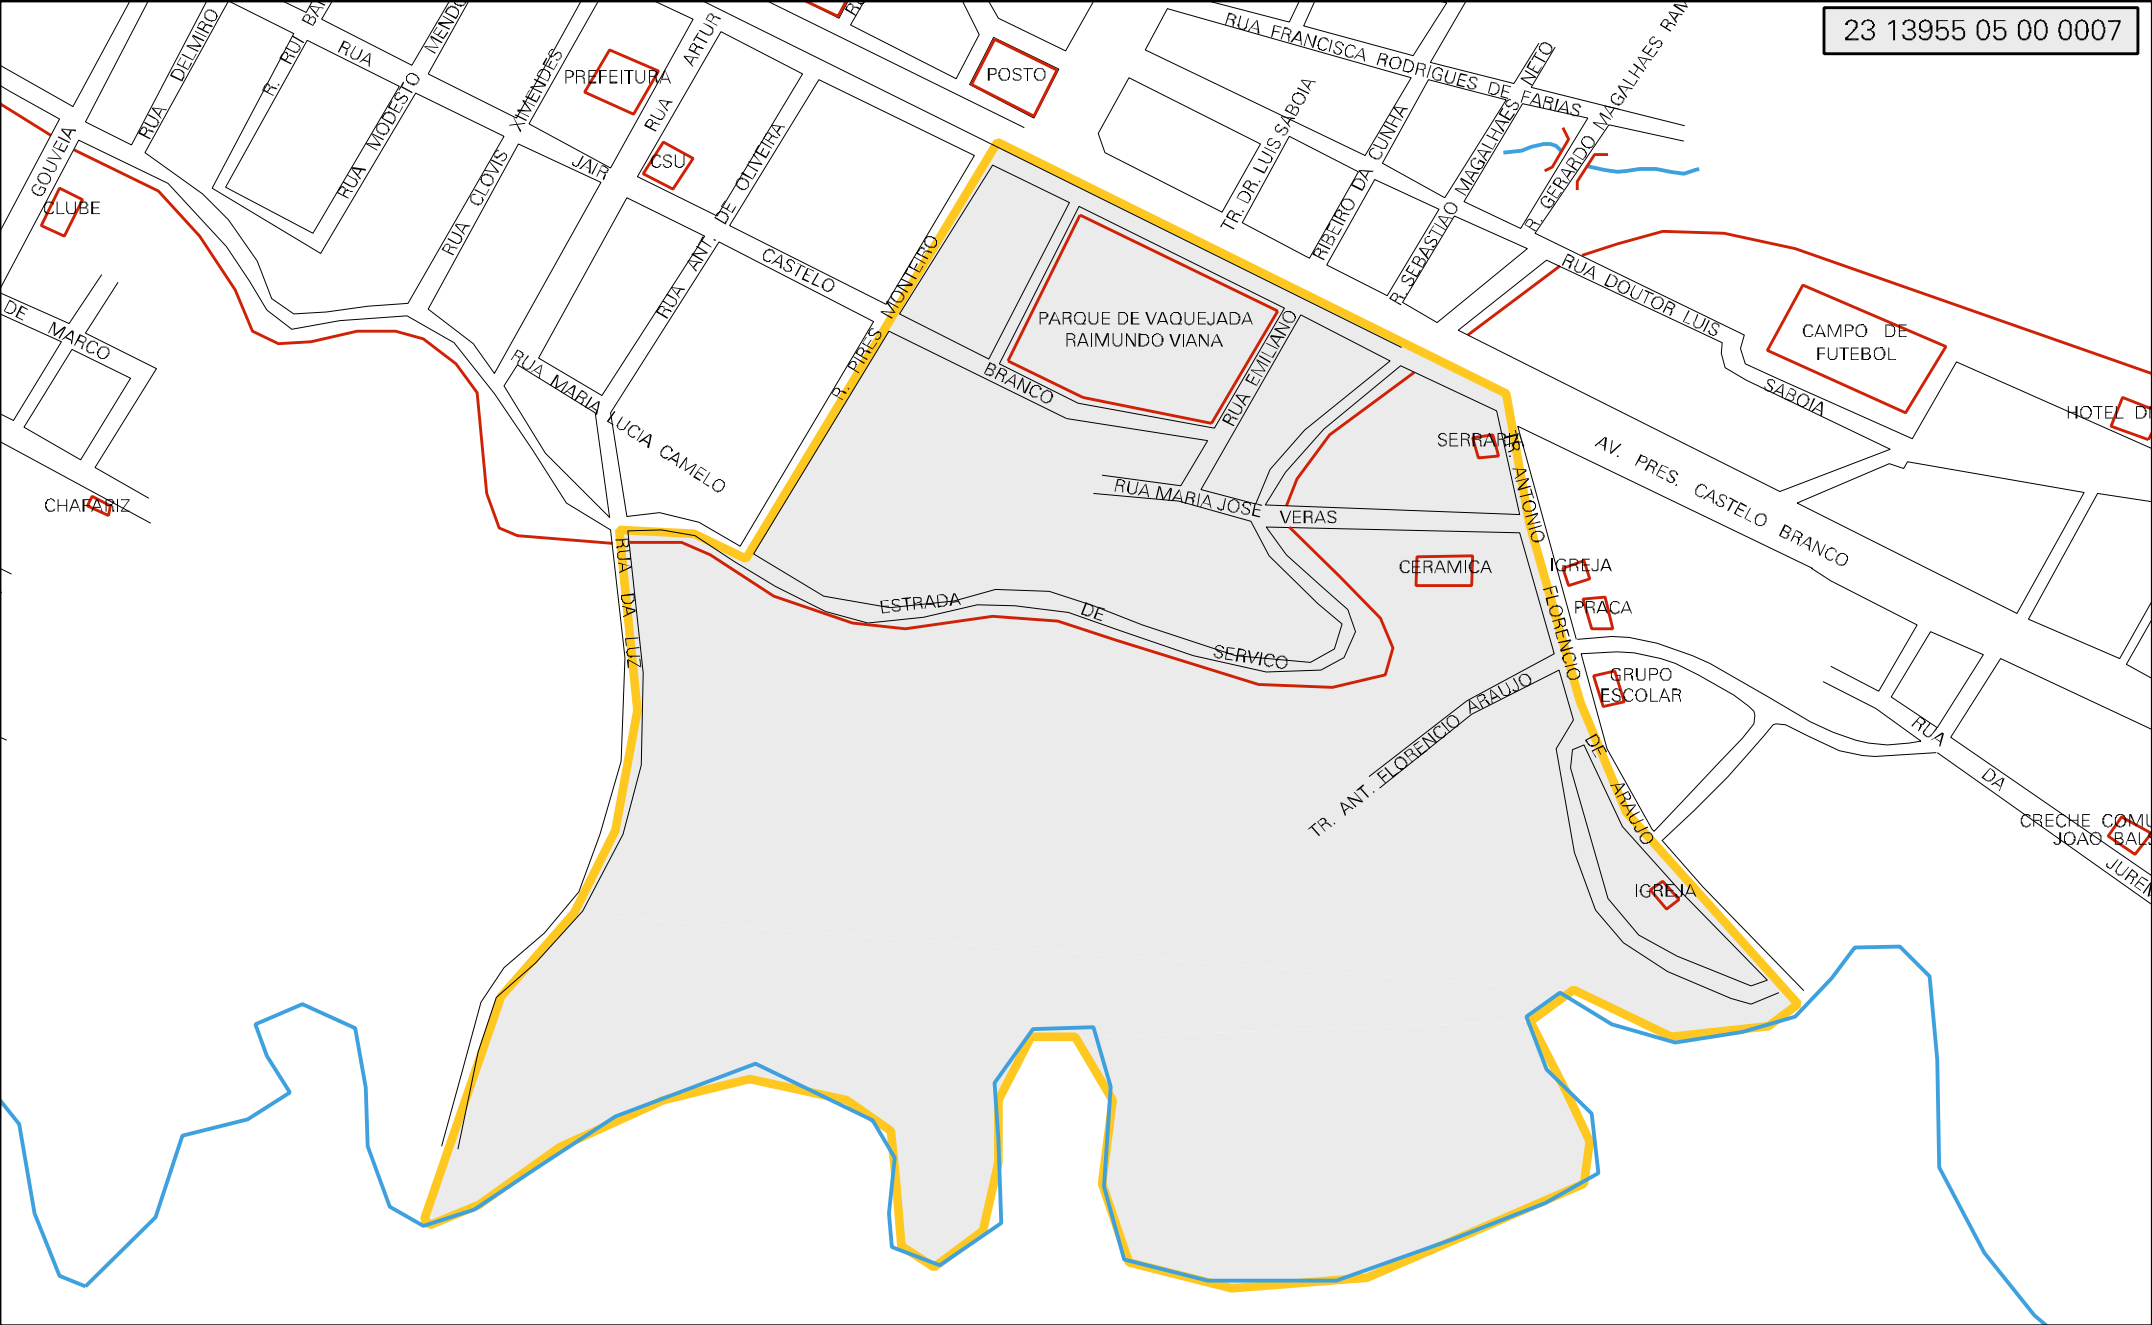 23 13955 05 00 0007
RUA DELMIRO
GOUVEIA
R. RUI
RUA
MODESTO
RUA MODESTO
RUA CLOVIS
XIMENDES
JAIR
PREFEITURA
RUA ARTUR
CSU
POSTO
RUA FRANCISCA RODRIGUES DE FARIAS
TR. DR. LUIS SABOIA
RIBEIRO DA CUNHA
R. SEBASTIAO MAGALHAES NETO
R. GERARDO MAGALHAES
CLUBE
DE MARCO
CHAFARIZ
RUA ANT. DE OLIVEIRA
CASTELO
BRANCO
R. PIRES MONTEIRO
PARQUE DE VAQUEJADA
RAIMUNDO VIANA
RUA EMILIANO
RUA DOUTOR LUIS
SABOIA
CAMPO DE
FUTEBOL
HOTEL
RUA MARIA LUCIA CAMELO
RUA MARIA JOSE VERAS
AV. PRES. CASTELO BRANCO
TR. ANTONIO FLORENCIO DE ARAUJO
CERAMICA
IGREJA
PRACA
GRUPO
ESCOLAR
RUA DA LUZ
ESTRADA DE SERVICO
TR. ANT. FLORENCIO ARAUJO
RUA DA
CRECHE
JOAO
IGREJA